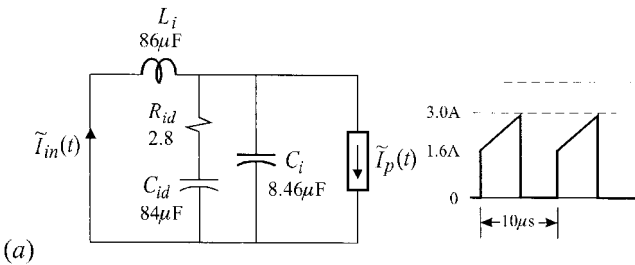 L_i
86μF
R_id
2.8
C_id
84μF
Ĩ_in(t)
C_i
8.46μF
Ĩ_p(t)
3.0A
1.6A
0
10μs
(a)